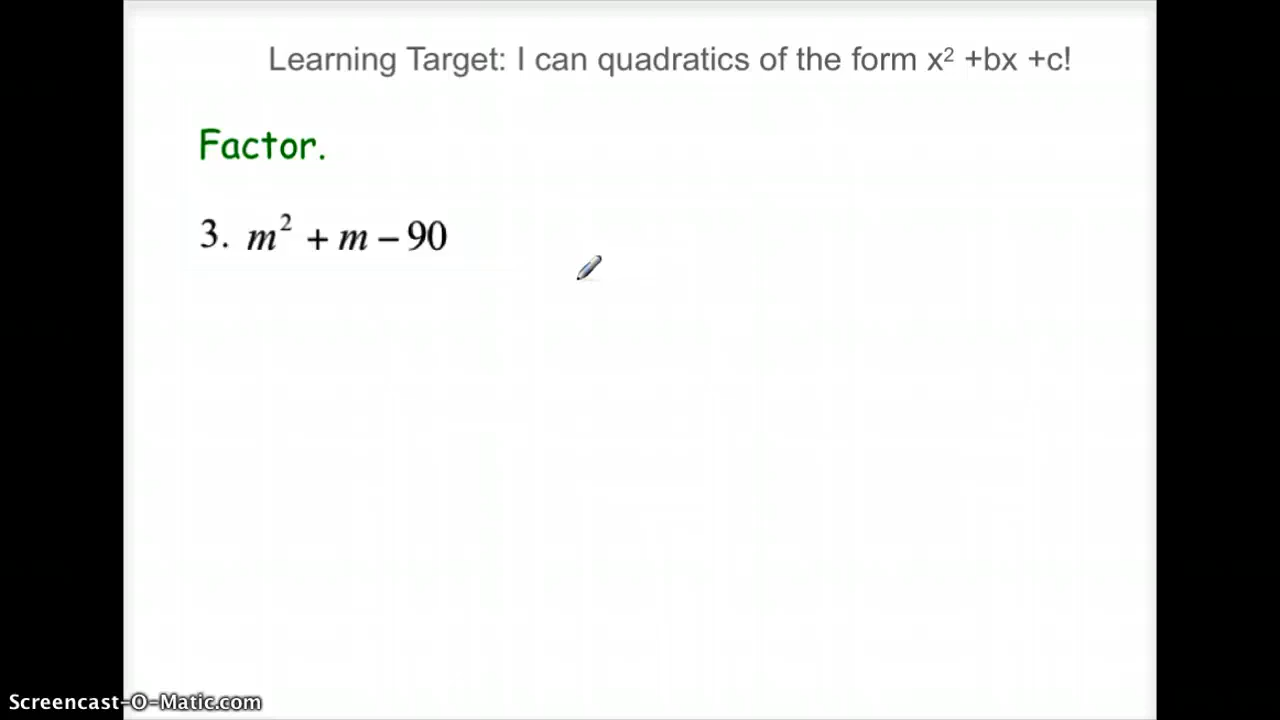 Learning Target: I can quadratics of the form x² +bx +c!
Factor.
3. m² + m − 90
Screencast-O-Matic.com